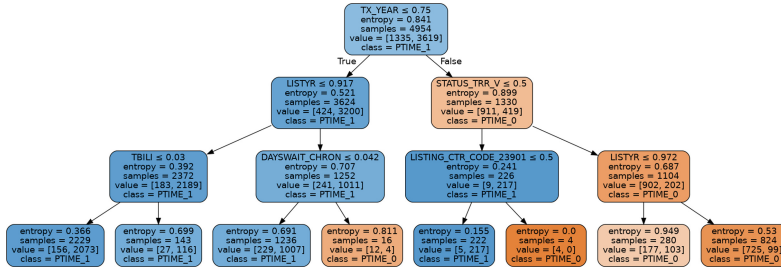 TX_YEAR ≤ 0.75
entropy = 0.841
samples = 4954
value = [1335, 3619]
class = PTIME_1
True
False
LISTYR ≤ 0.917
entropy = 0.521
samples = 3624
value = [424, 3200]
class = PTIME_1
STATUS_TRR_V ≤ 0.5
entropy = 0.899
samples = 1330
value = [911, 419]
class = PTIME_0
TBILI ≤ 0.03
entropy = 0.392
samples = 2372
value = [183, 2189]
class = PTIME_1
DAYSWAIT_CHRON ≤ 0.042
entropy = 0.707
samples = 1252
value = [241, 1011]
class = PTIME_1
LISTING_CTR_CODE_23901 ≤ 0.5
entropy = 0.241
samples = 226
value = [9, 217]
class = PTIME_1
LISTYR ≤ 0.972
entropy = 0.687
samples = 1104
value = [902, 202]
class = PTIME_0
entropy = 0.366
samples = 2229
value = [156, 2073]
class = PTIME_1
entropy = 0.699
samples = 143
value = [27, 116]
class = PTIME_1
entropy = 0.691
samples = 1236
value = [229, 1007]
class = PTIME_1
entropy = 0.811
samples = 16
value = [12, 4]
class = PTIME_0
entropy = 0.155
samples = 222
value = [5, 217]
class = PTIME_1
entropy = 0.0
samples = 4
value = [4, 0]
class = PTIME_0
entropy = 0.949
samples = 280
value = [177, 103]
class = PTIME_0
entropy = 0.53
samples = 824
value = [725, 99]
class = PTIME_0